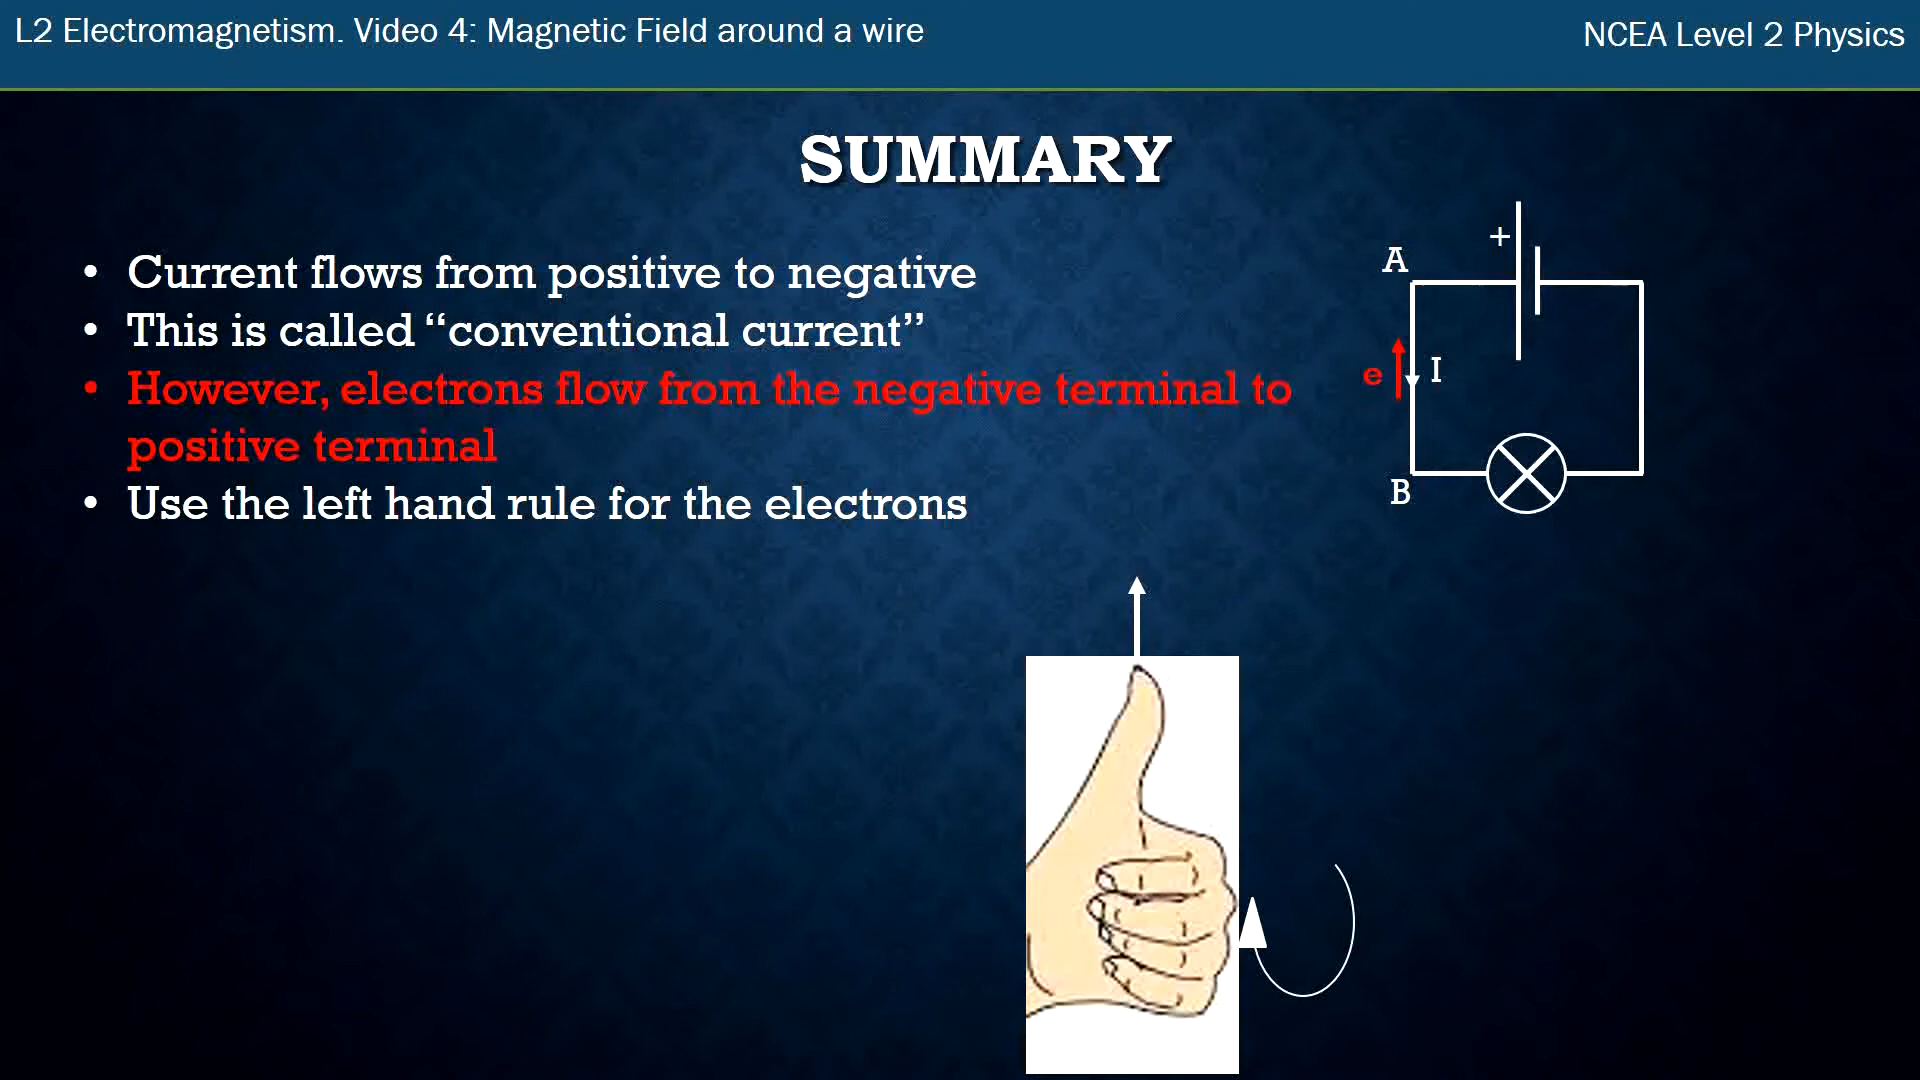 L2 Electromagnetism. Video 4: Magnetic Field around a wire
NCEA Level 2 Physics
SUMMARY
• Current flows from positive to negative
• This is called “conventional current”
• However, electrons flow from the negative terminal to
positive terminal
• Use the left hand rule for the electrons
+
A
e
I
B